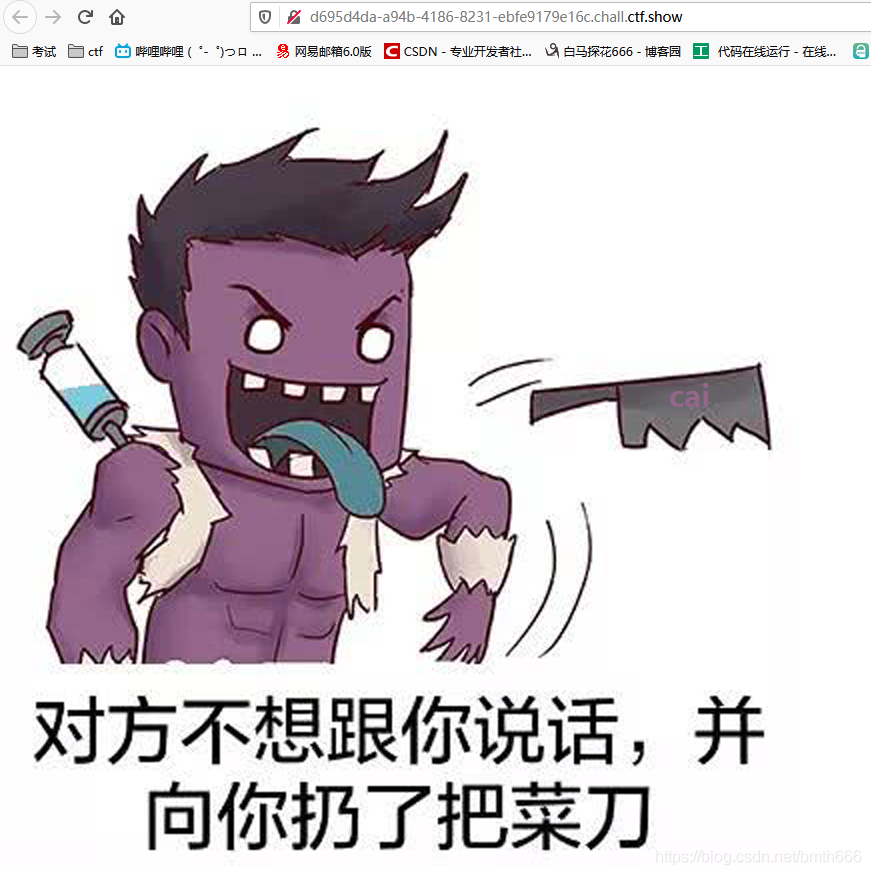 d695d4da-a94b-4186-8231-ebfe9179e16c.chall.ctf.show
考试 ctf 哔哩哔哩 ( ゜- ゜)つロ ... 网易邮箱6.0版 CSDN - 专业开发者社... 白马探花666 - 博客园 代码在线运行 - 在线...
cai
对方不想跟你说话，并
向你扔了把菜刀
https://blog.csdn.net/bmth666